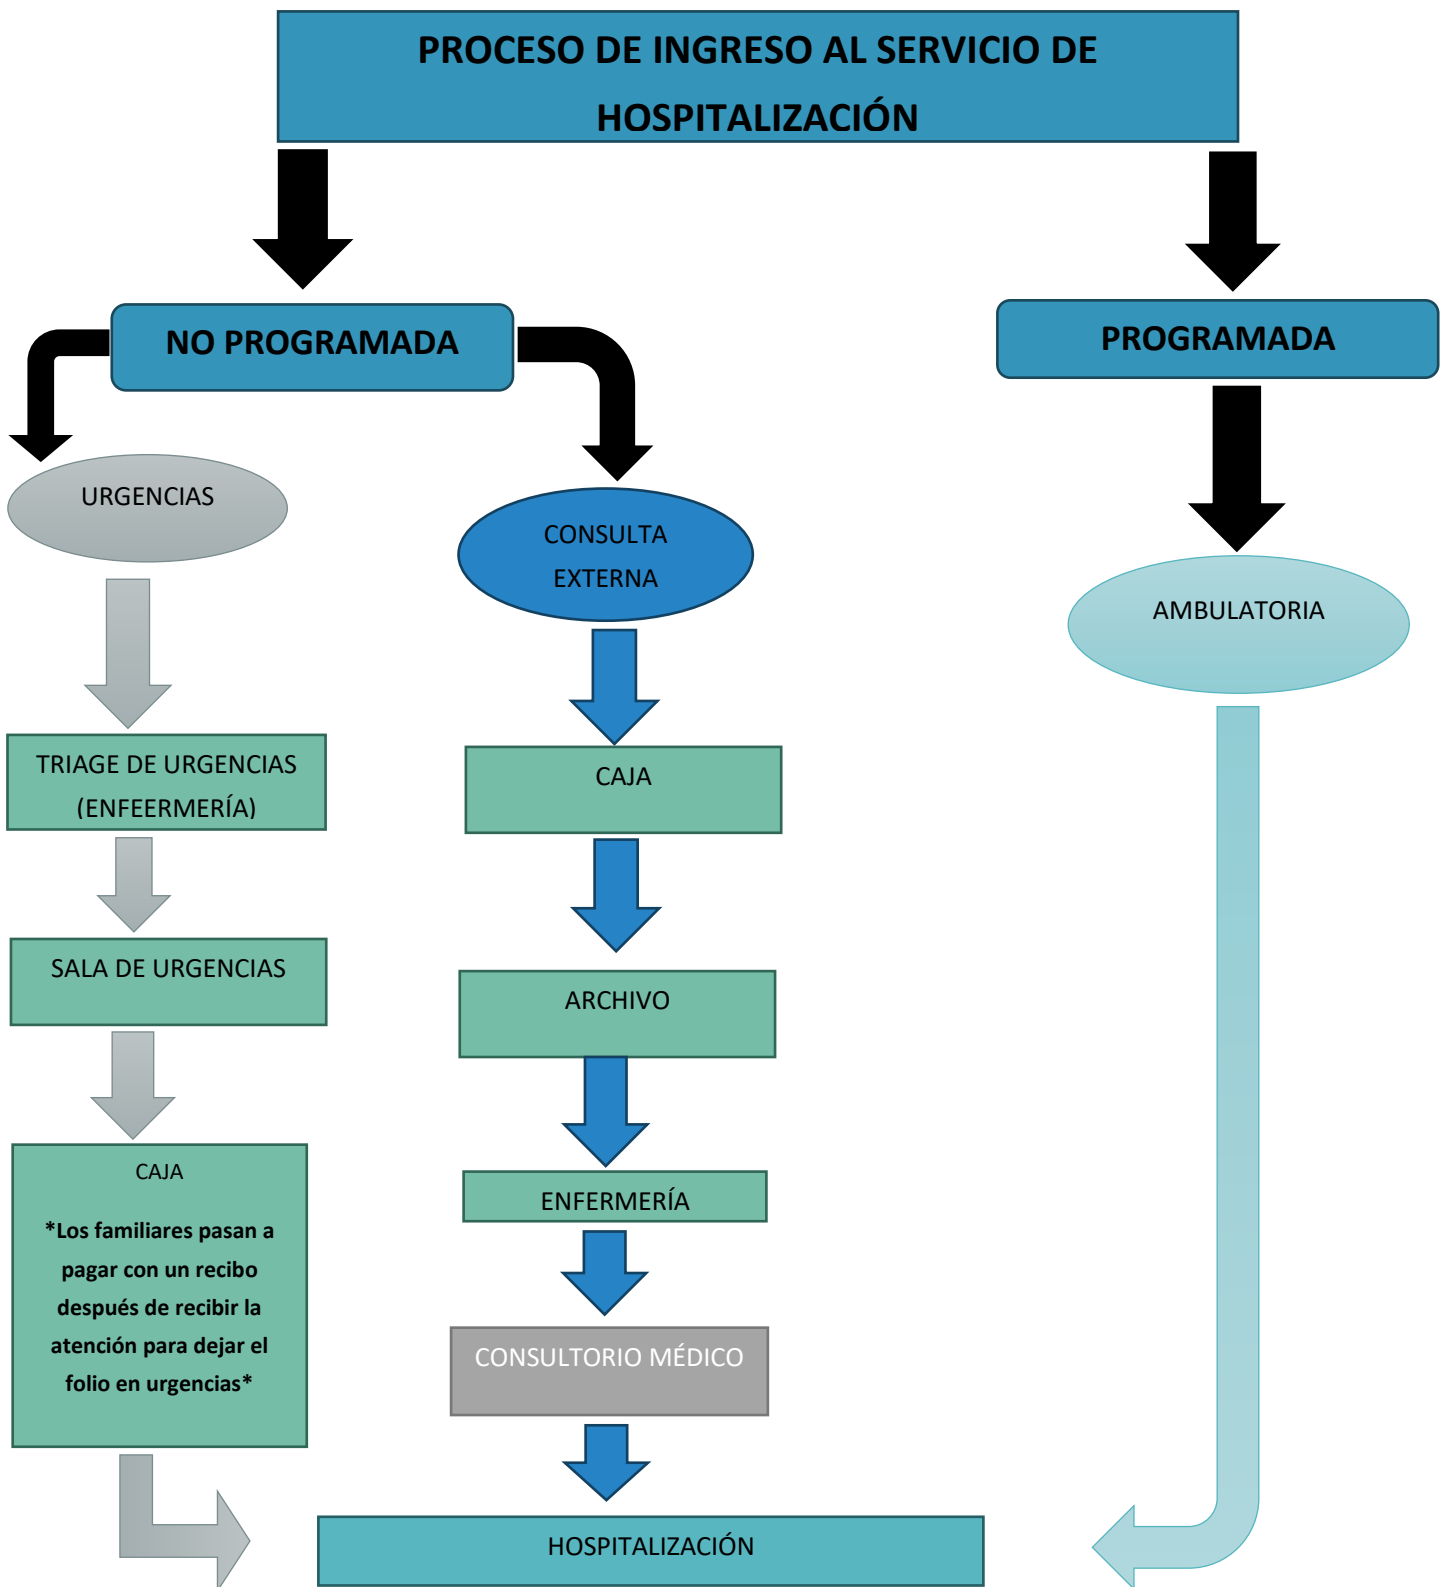 PROCESO DE INGRESO AL SERVICIO DE
HOSPITALIZACIÓN
NO PROGRAMADA
PROGRAMADA
URGENCIAS
CONSULTA
EXTERNA
AMBULATORIA
TRIAGE DE URGENCIAS
(ENFEERMERÍA)
CAJA
SALA DE URGENCIAS
ARCHIVO
CAJA
*Los familiares pasan a
pagar con un recibo
después de recibir la
atención para dejar el
folio en urgencias*
ENFERMERÍA
CONSULTORIO MÉDICO
HOSPITALIZACIÓN